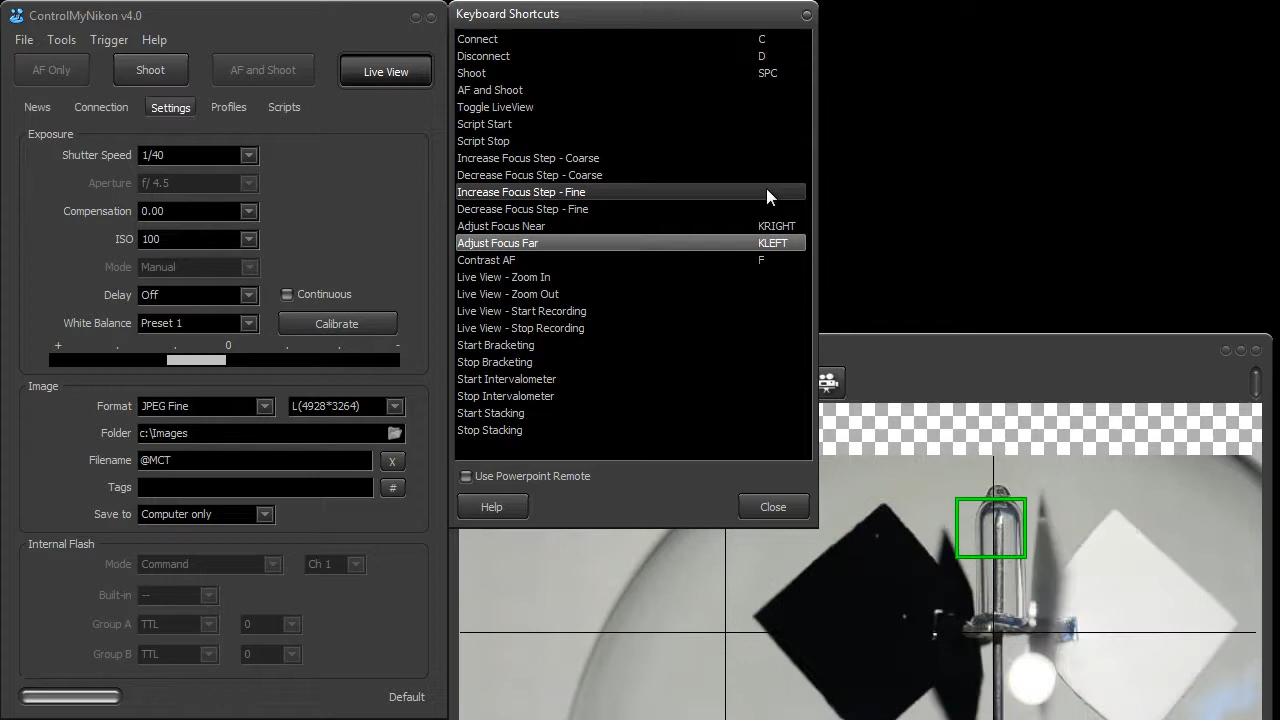 ControlMyNikon v4.0
File Tools Trigger Help
AF Only Shoot AF and Shoot Live View
News Connection Settings Profiles Scripts
Exposure
Shutter Speed 1/40
Aperture f/ 4.5
Compensation 0.00
ISO 100
Mode Manual
Delay Off Continuous
White Balance Preset 1 Calibrate
+ . . 0 . . -
Image
Format JPEG Fine L(4928*3264)
Folder c:\Images
Filename @MCT X
Tags #
Save to Computer only
Internal Flash
Mode Command Ch 1
Built-in --
Group A TTL 0
Group B TTL 0
Default
Keyboard Shortcuts
Connect C
Disconnect D
Shoot SPC
AF and Shoot
Toggle LiveView
Script Start
Script Stop
Increase Focus Step - Coarse
Decrease Focus Step - Coarse
Increase Focus Step - Fine
Decrease Focus Step - Fine
Adjust Focus Near KRIGHT
Adjust Focus Far KLEFT
Contrast AF F
Live View - Zoom In
Live View - Zoom Out
Live View - Start Recording
Live View - Stop Recording
Start Bracketing
Stop Bracketing
Start Intervalometer
Stop Intervalometer
Start Stacking
Stop Stacking
Use Powerpoint Remote
Help Close